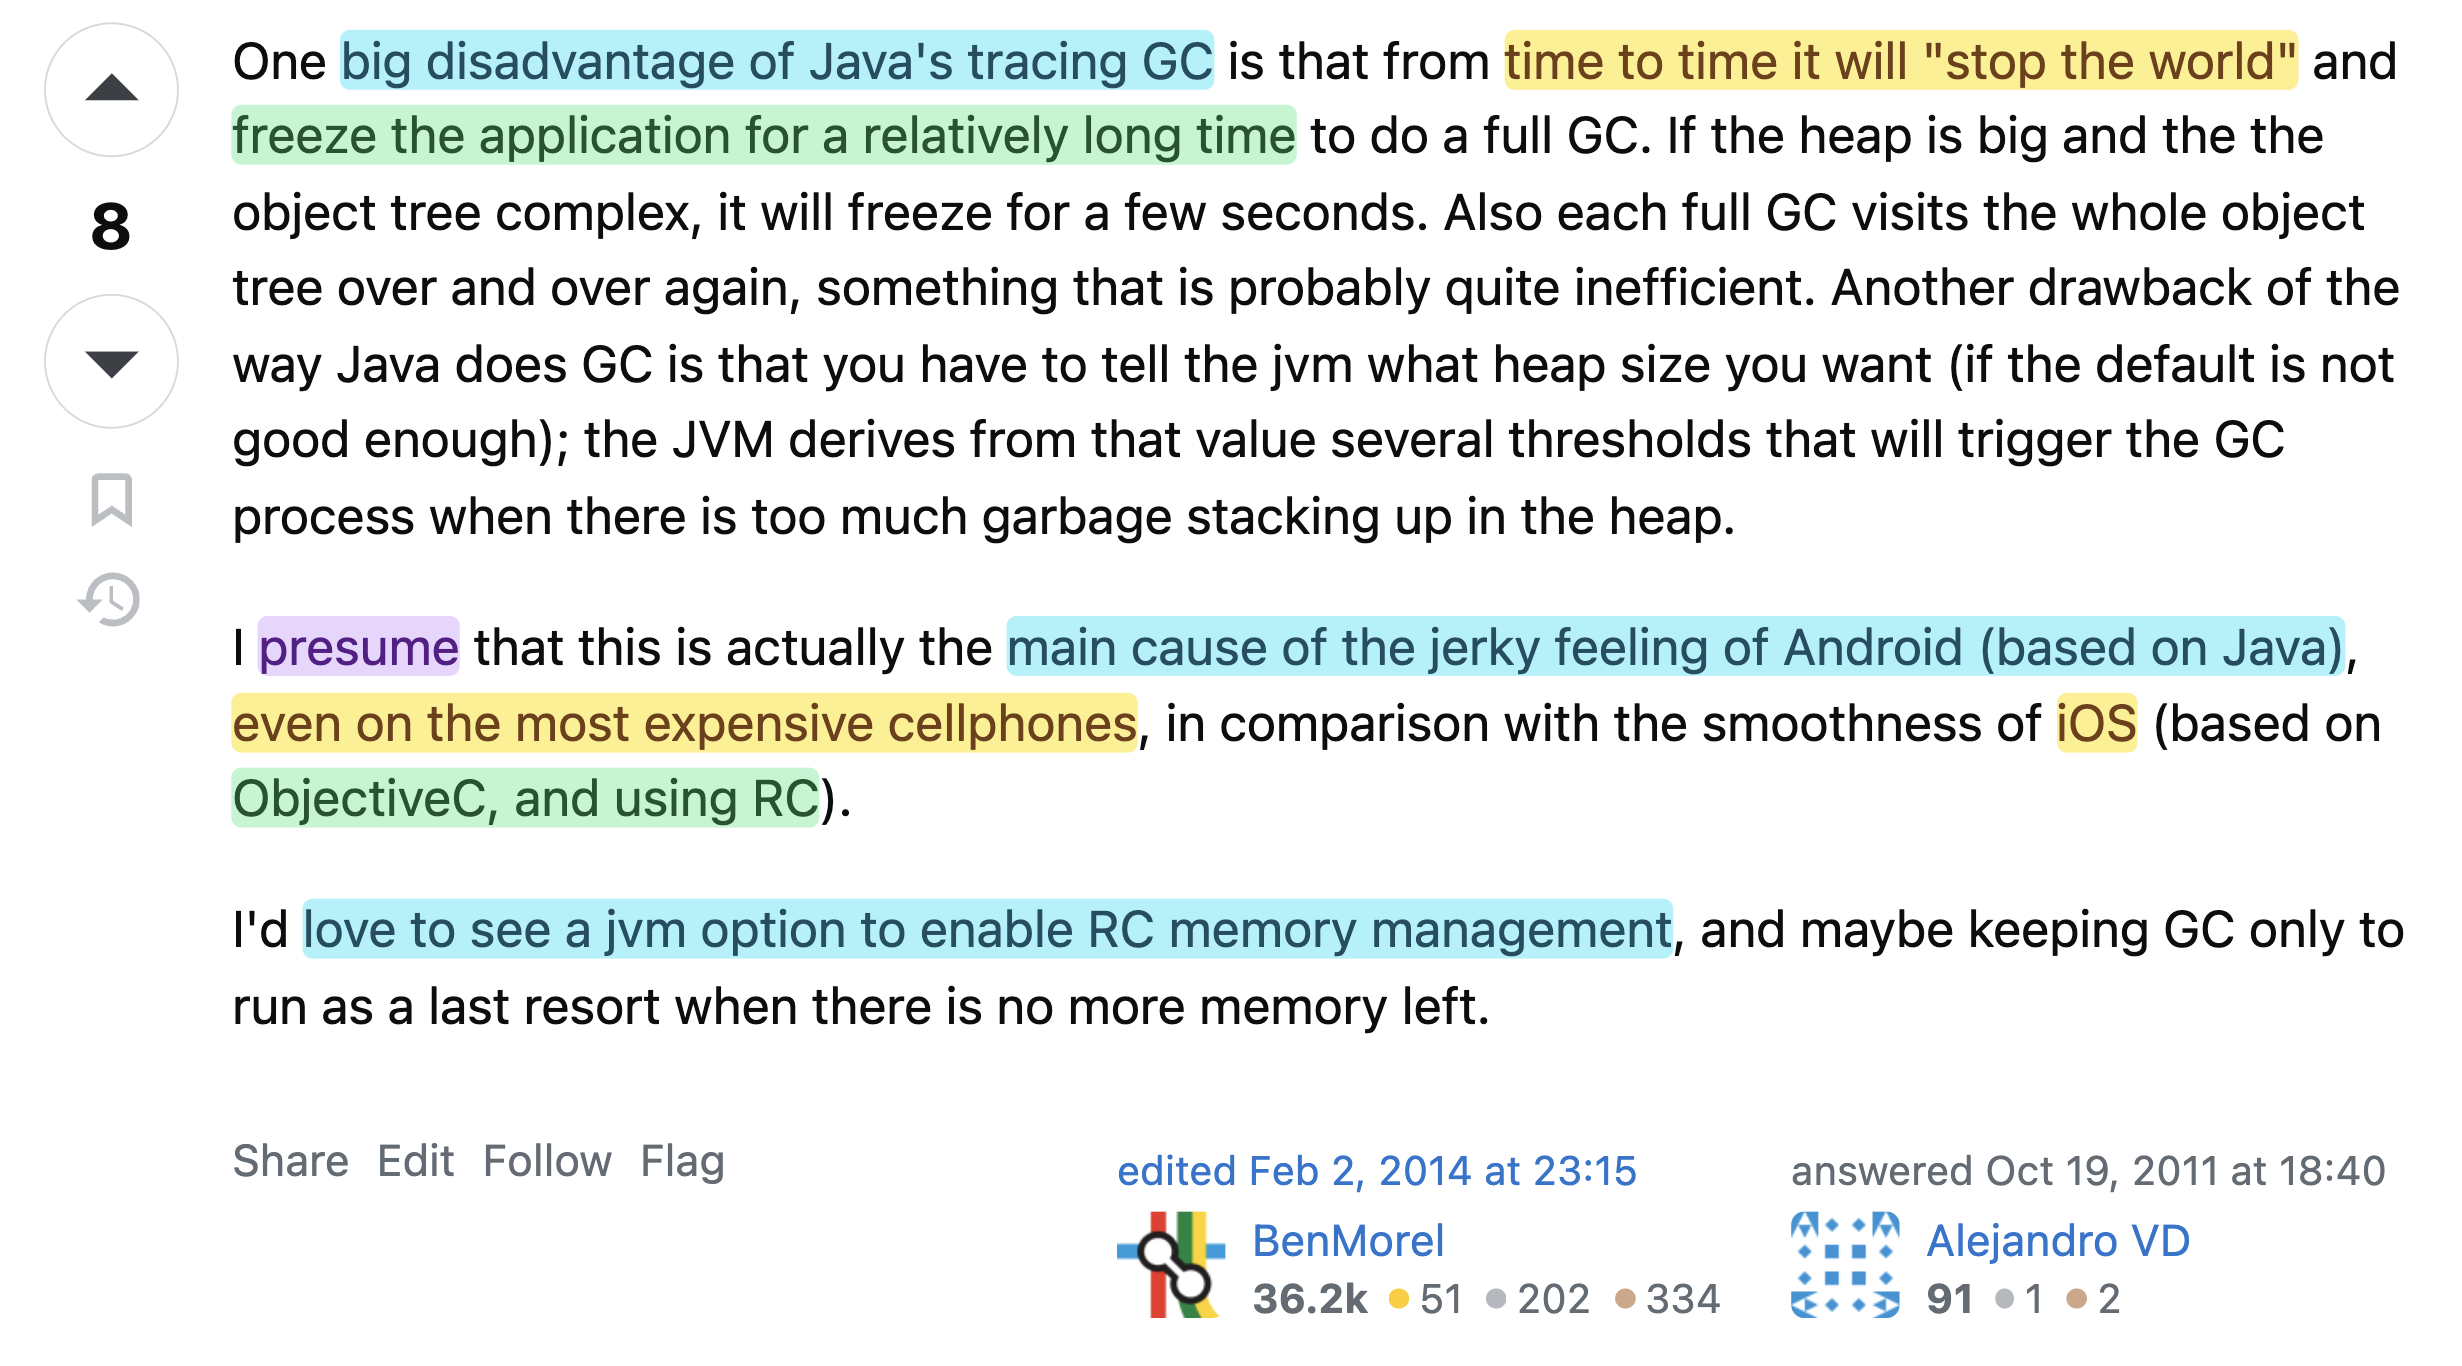 One big disadvantage of Java's tracing GC is that from time to time it will "stop the world" and
freeze the application for a relatively long time to do a full GC. If the heap is big and the the
8
object tree complex, it will freeze for a few seconds. Also each full GC visits the whole object
tree over and over again, something that is probably quite inefficient. Another drawback of the
way Java does GC is that you have to tell the jvm what heap size you want (if the default is not
good enough); the JVM derives from that value several thresholds that will trigger the GC
process when there is too much garbage stacking up in the heap.
I presume that this is actually the main cause of the jerky feeling of Android (based on Java),
even on the most expensive cellphones, in comparison with the smoothness of iOS (based on
ObjectiveC, and using RC).
I'd love to see a jvm option to enable RC memory management, and maybe keeping GC only to
run as a last resort when there is no more memory left.
Share Edit Follow Flag
edited Feb 2, 2014 at 23:15
BenMorel
36.2k 51 202 334
answered Oct 19, 2011 at 18:40
Alejandro VD
91 1 2